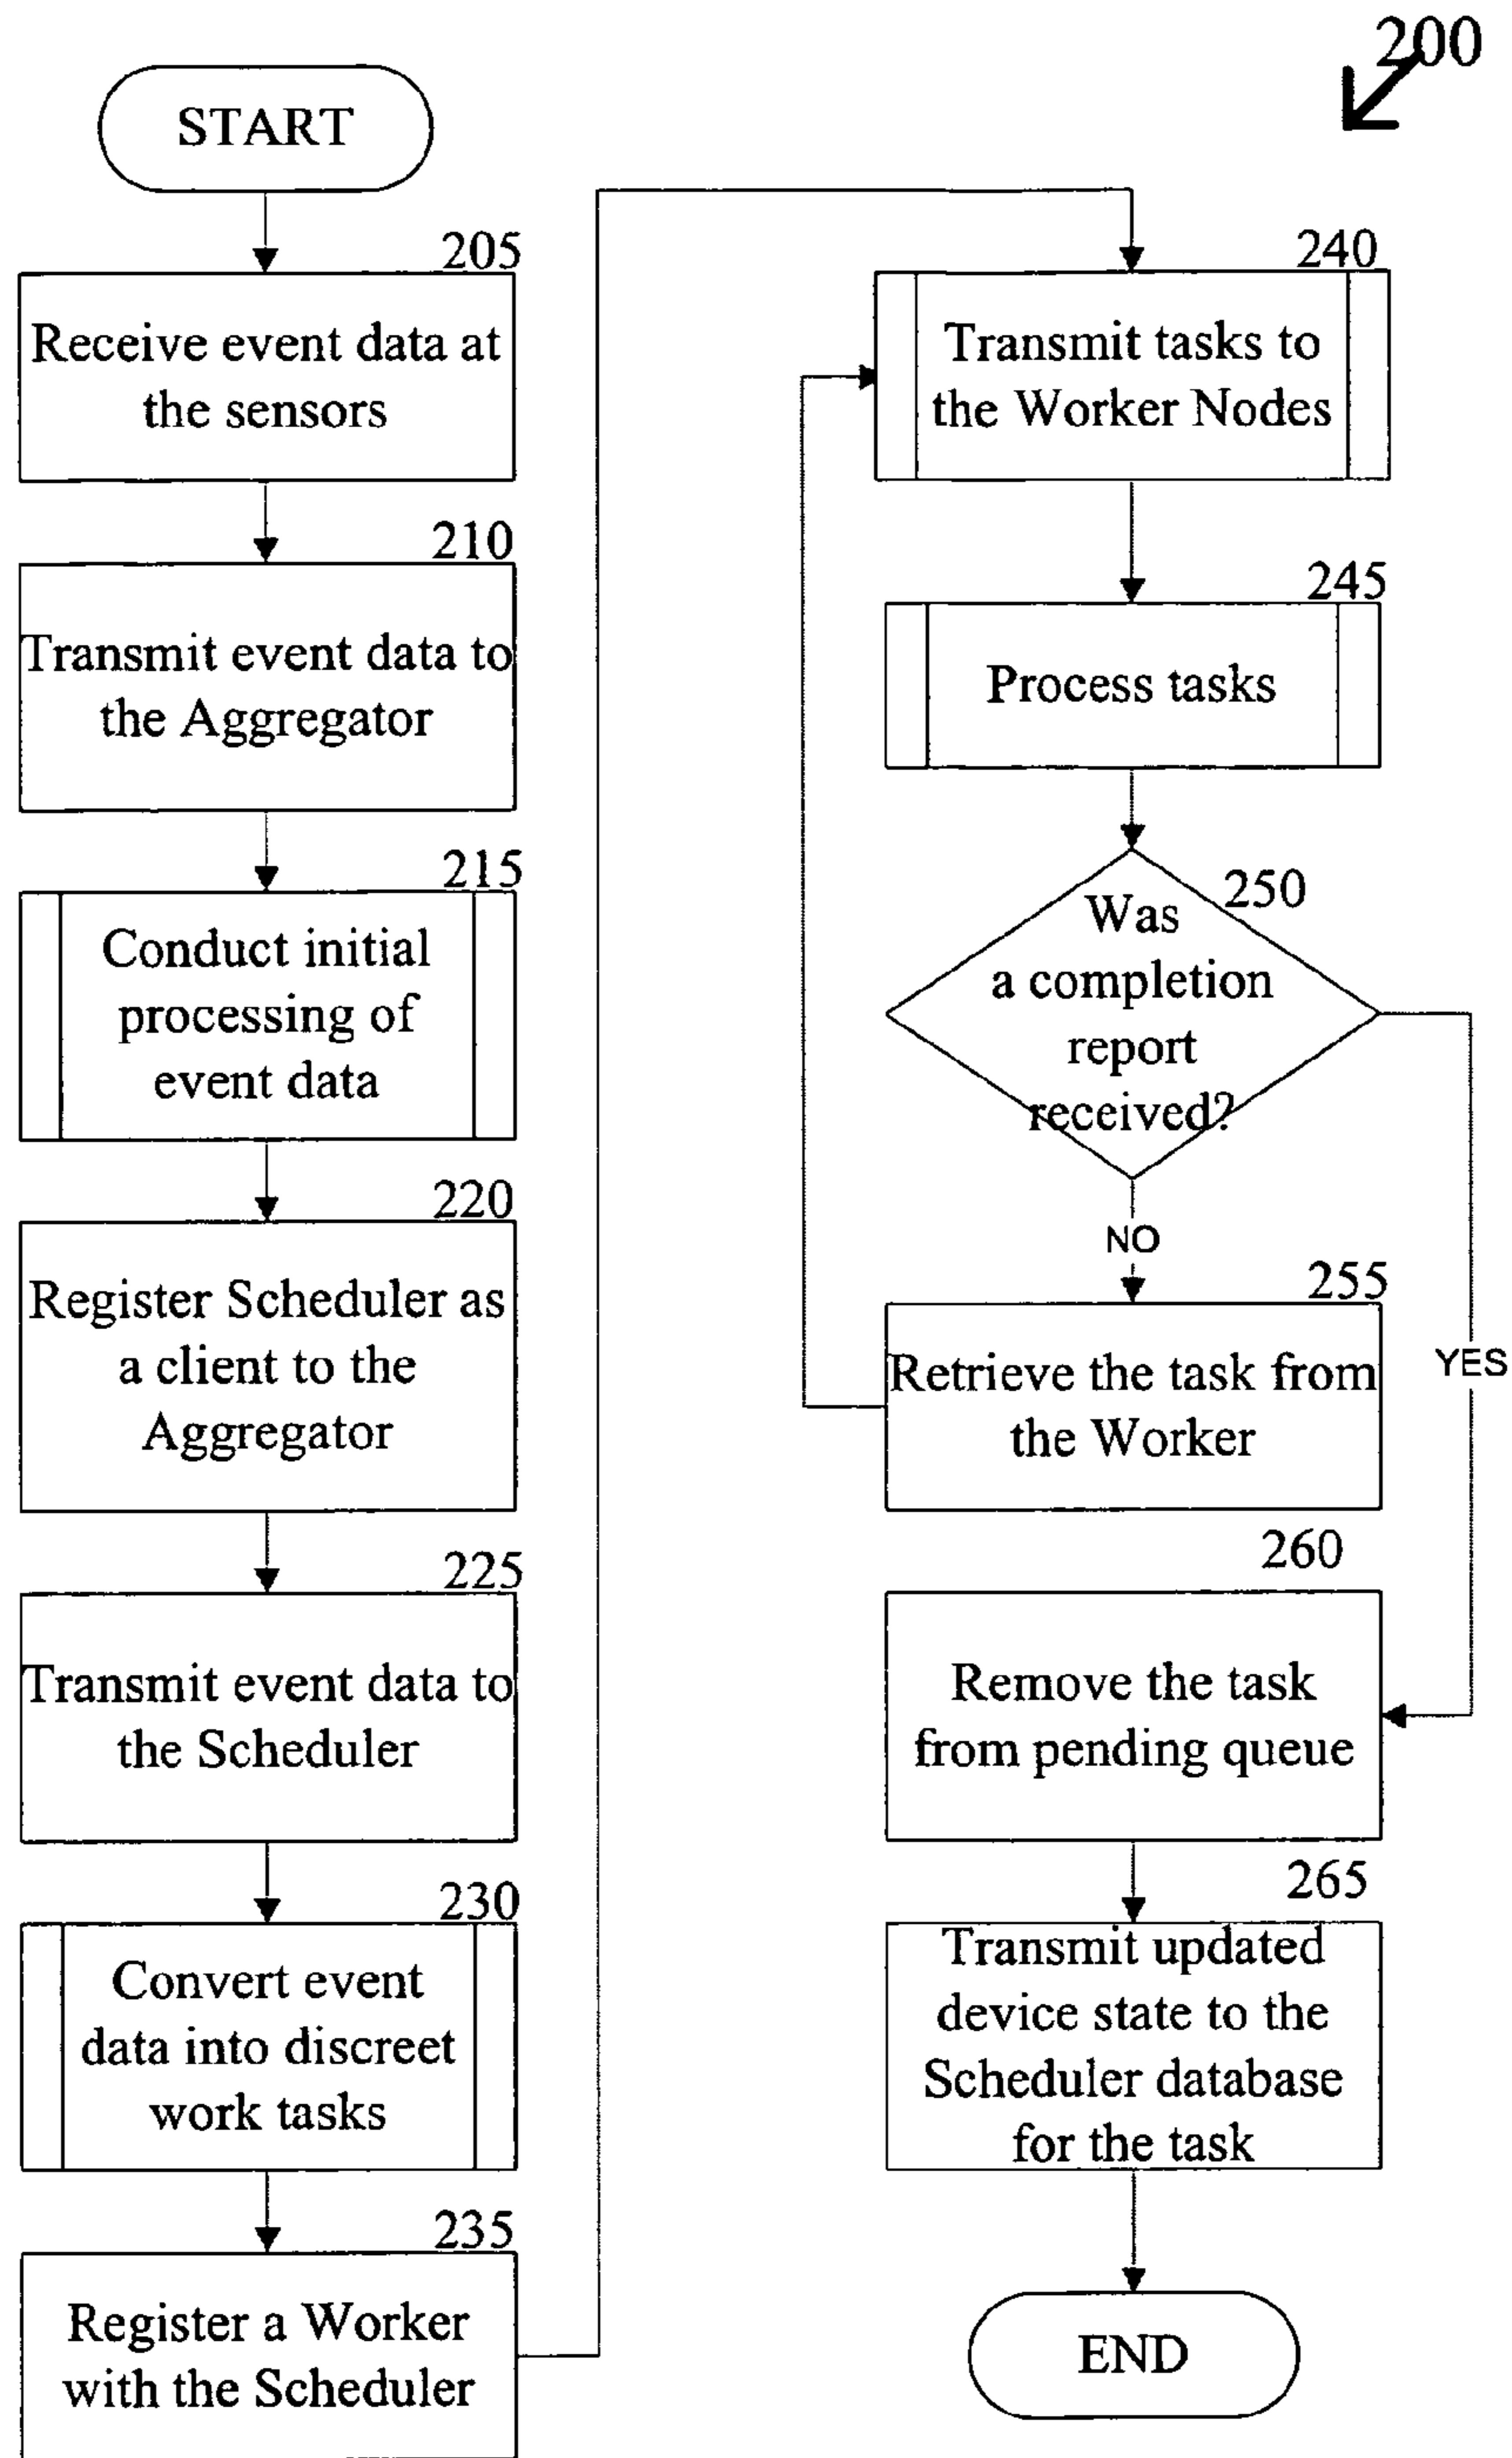 200
START
205
Receive event data at
the sensors
210
Transmit event data to
the Aggregator
215
Conduct initial
processing of
event data
220
Register Scheduler as
a client to the
Aggregator
225
Transmit event data to
the Scheduler
230
Convert event
data into discreet
work tasks
235
Register a Worker
with the Scheduler
240
Transmit tasks to
the Worker Nodes
245
Process tasks
250
Was
a completion
report
received?
NO
YES
255
Retrieve the task from
the Worker
260
Remove the task
from pending queue
265
Transmit updated
device state to the
Scheduler database
for the task
END